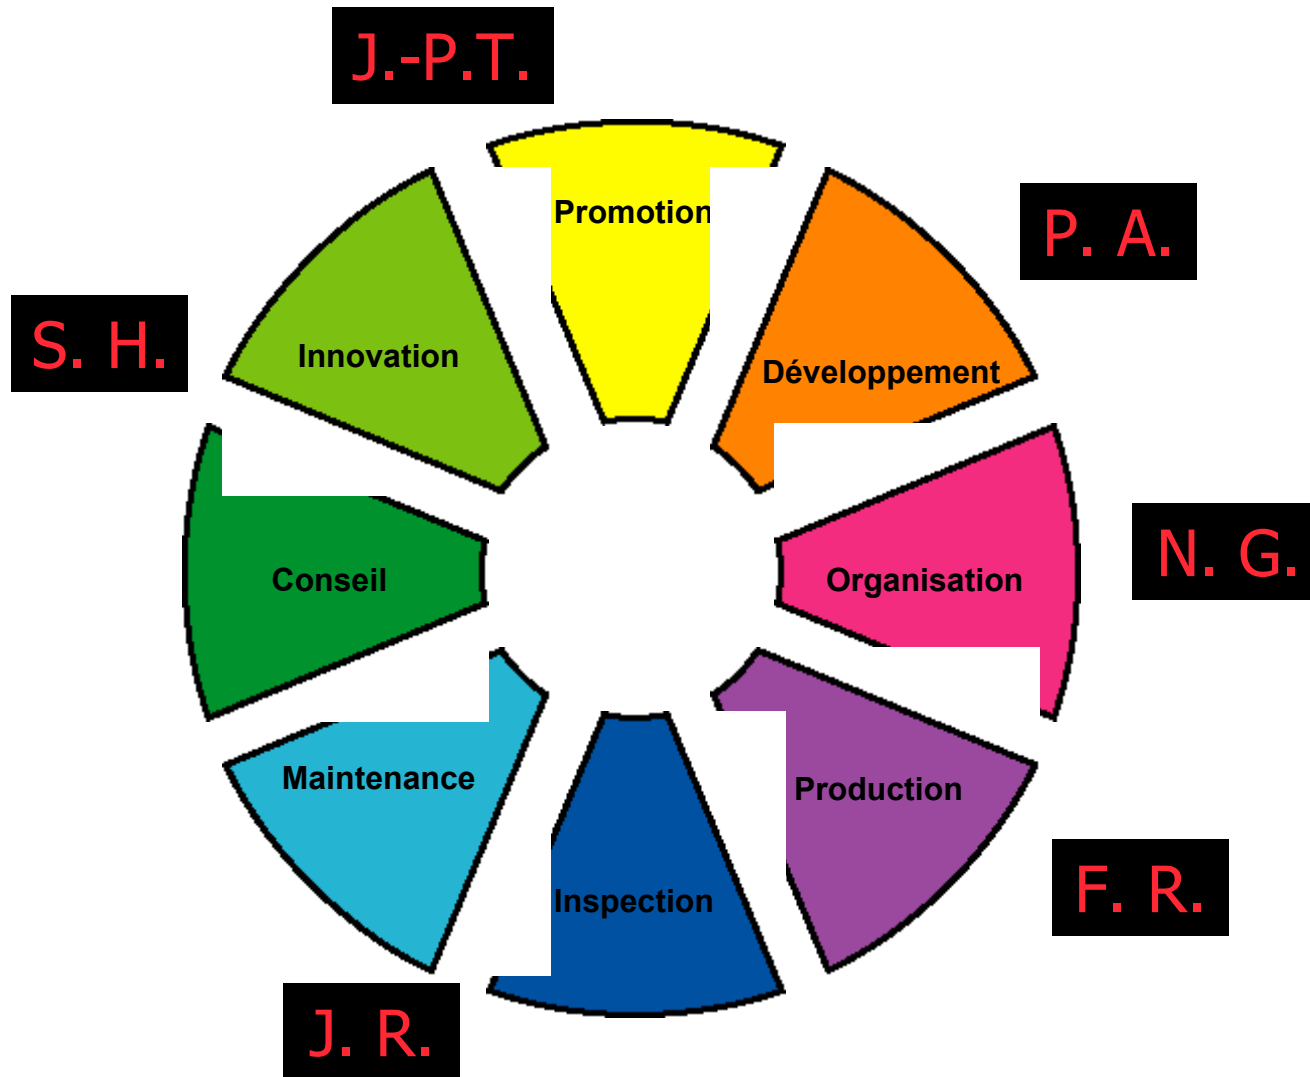 J.-P.T.
Promotion
P. A.
S. H.
Innovation
Développement
N. G.
Conseil
Organisation
Maintenance
Production
F. R.
Inspection
J. R.